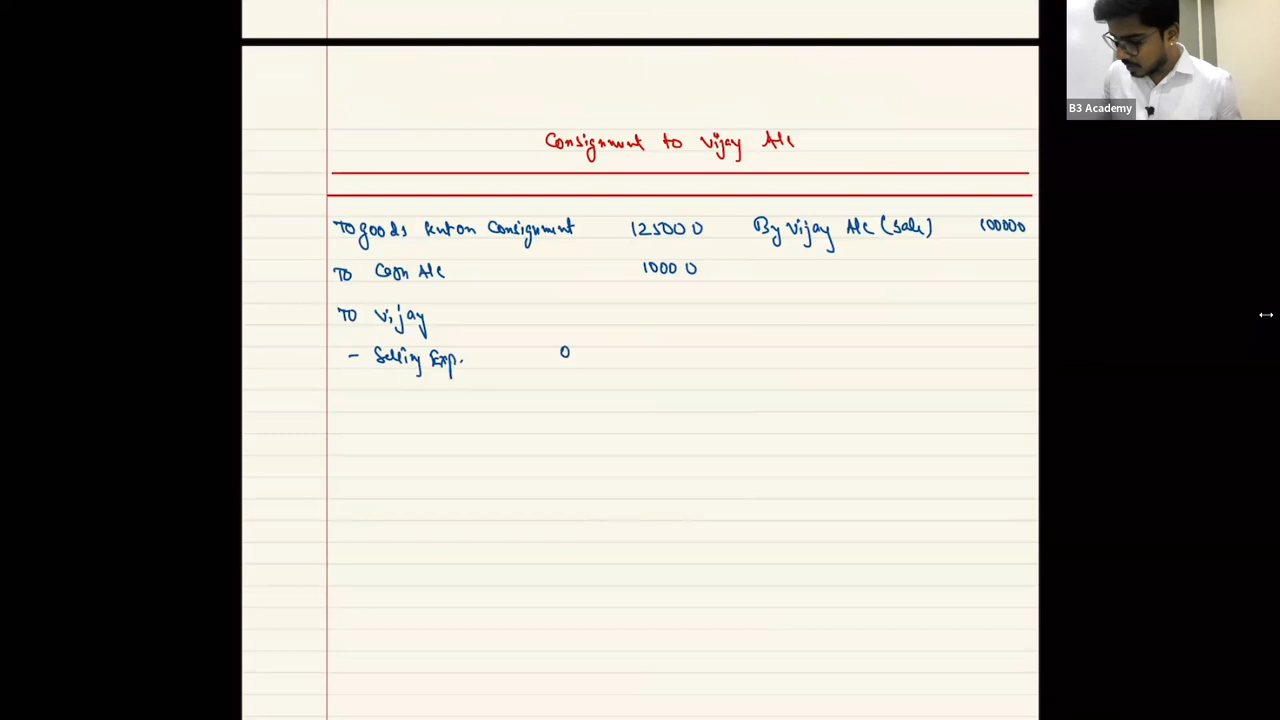 B3 Academy
Consignment to Vijay A/c
To goods sent on Consignment 125000 By Vijay A/c (Sale) 100000
To A/c 10000
To Vijay
- Selling Exp. 0